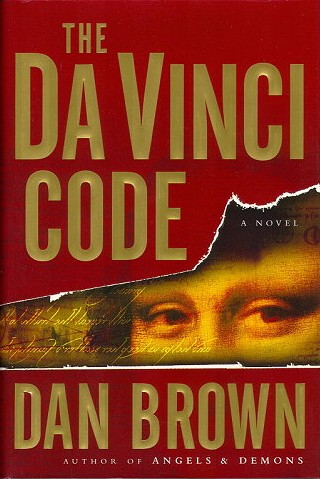 THE
DA VINCI
CODE
A NOVEL
DAN BROWN
AUTHOR OF ANGELS & DEMONS